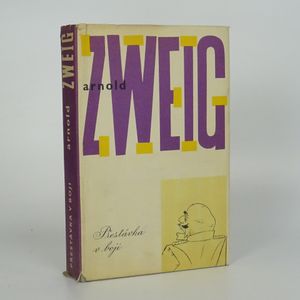 arnold
ZWEIG
Přestávka
v boji
PŘESTÁVKA V BOJI arnold ZWEIG